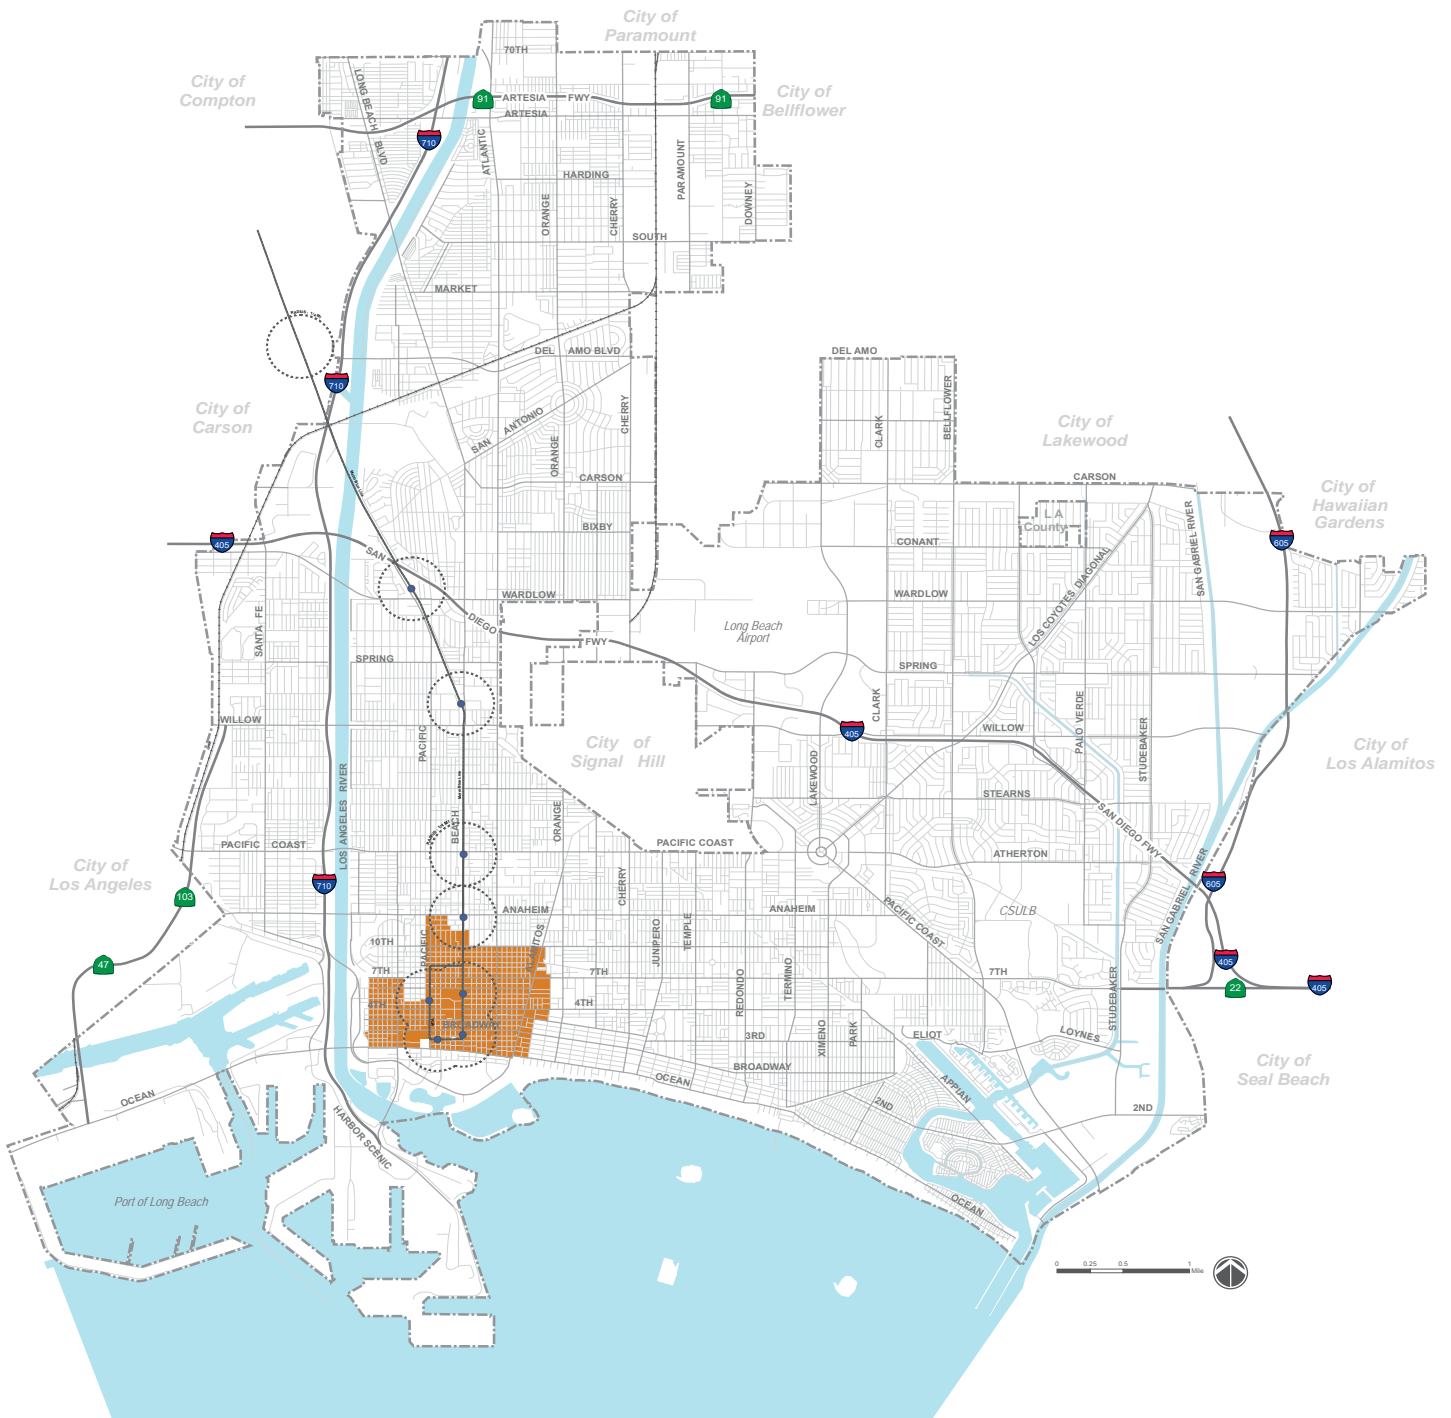 City of
Paramount
70TH
City of
Compton
LONG BEACH BLVD
91
ARTESIA FWY
91
City of
Bellflower
ARTESIA
710
ATLANTIC
PARAMOUNT
HARDING
ORANGE
CHERRY
DOWNEY
SOUTH
MARKET
DEL AMO BLVD
DEL AMO
710
City of
Carson
SAN ANTONIO
CHERRY
CLARK
BELLFLOWER
City of
Lakewood
ORANGE
CARSON
CARSON
City of
Hawaiian
Gardens
L A
County
BIXBY
405
CONANT
605
SAN GABRIEL RIVER
SAN DIEGO FWY
WARDLOW
WARDLOW
LOS COYOTES DIAGONAL
SANTA FE
Long Beach
Airport
SPRING
SPRING
WILLOW
PACIFIC
City of
Signal Hill
CLARK
405
WILLOW
PALO VERDE
STUDEBAKER
City of
Los Alamitos
LAKEWOOD
LOS ANGELES RIVER
STEARNS
SAN DIEGO FWY
BEACH
ORANGE
PACIFIC COAST
PACIFIC COAST
ATHERTON
City of
Los Angeles
710
CHERRY
605
103
ANAHEIM
ANAHEIM
PACIFIC COAST
CSULB
SAN GABRIEL RIVER
JUNIPERO
TEMPLE
ALAMITOS
PACIFIC
10TH
47
7TH
7TH
7TH
405
REDONDO
TERMINO
STUDEBAKER
22
405
4TH
4TH
BROADWAY
3RD
XIMENO
PARK
ELIOT
LOYNES
BROADWAY
City of
Seal Beach
OCEAN
OCEAN
APPIAN
2ND
2ND
HARBOR SCENIC
Port of Long Beach
OCEAN
0 0.25 0.5 1
Mile